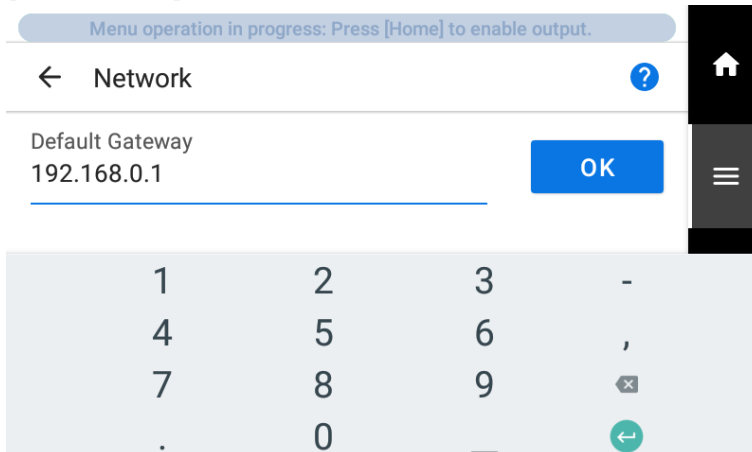 Menu operation in progress: Press [Home] to enable output.
Network ?
Default Gateway
192.168.0.1
OK
1 2 3 -
4 5 6 ,
7 8 9
. 0 _